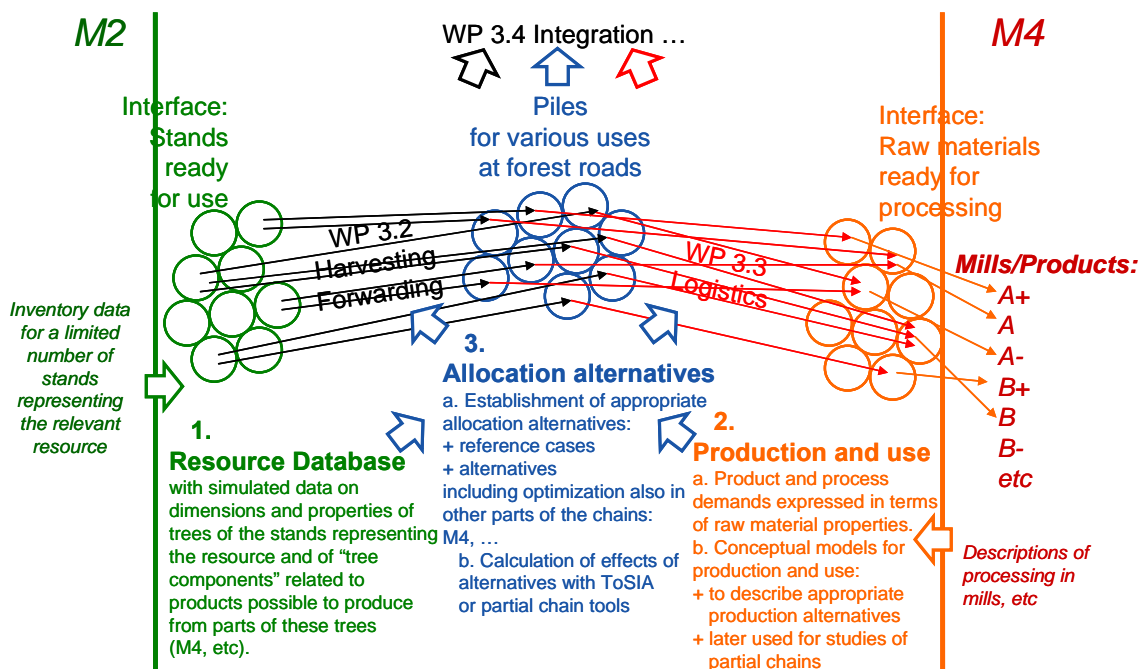 M2
WP 3.4 Integration …
M4
Interface:
Stands
ready
for use
Piles
for various uses
at forest roads
Interface:
Raw materials
ready for
processing
WP 3.2
Harvesting
Forwarding
WP 3.3
Logistics
Mills/Products:
A+
A
A-
B+
B
B-
etc
Inventory data
for a limited
number of
stands
representing
the relevant
resource
1.
Resource Database
with simulated data on
dimensions and properties of
trees of the stands representing
the resource and of “tree
components” related to
products possible to produce
from parts of these trees
(M4, etc).
3.
Allocation alternatives
a. Establishment of appropriate
allocation alternatives:
+ reference cases
+ alternatives
including optimization also in
other parts of the chains:
M4, …
b. Calculation of effects of
alternatives with ToSIA
or partial chain tools
2.
Production and use
a. Product and process
demands expressed in terms
of raw material properties.
b. Conceptual models for
production and use:
+ to describe appropriate
production alternatives
+ later used for studies of
partial chains
Descriptions of
processing in
mills, etc